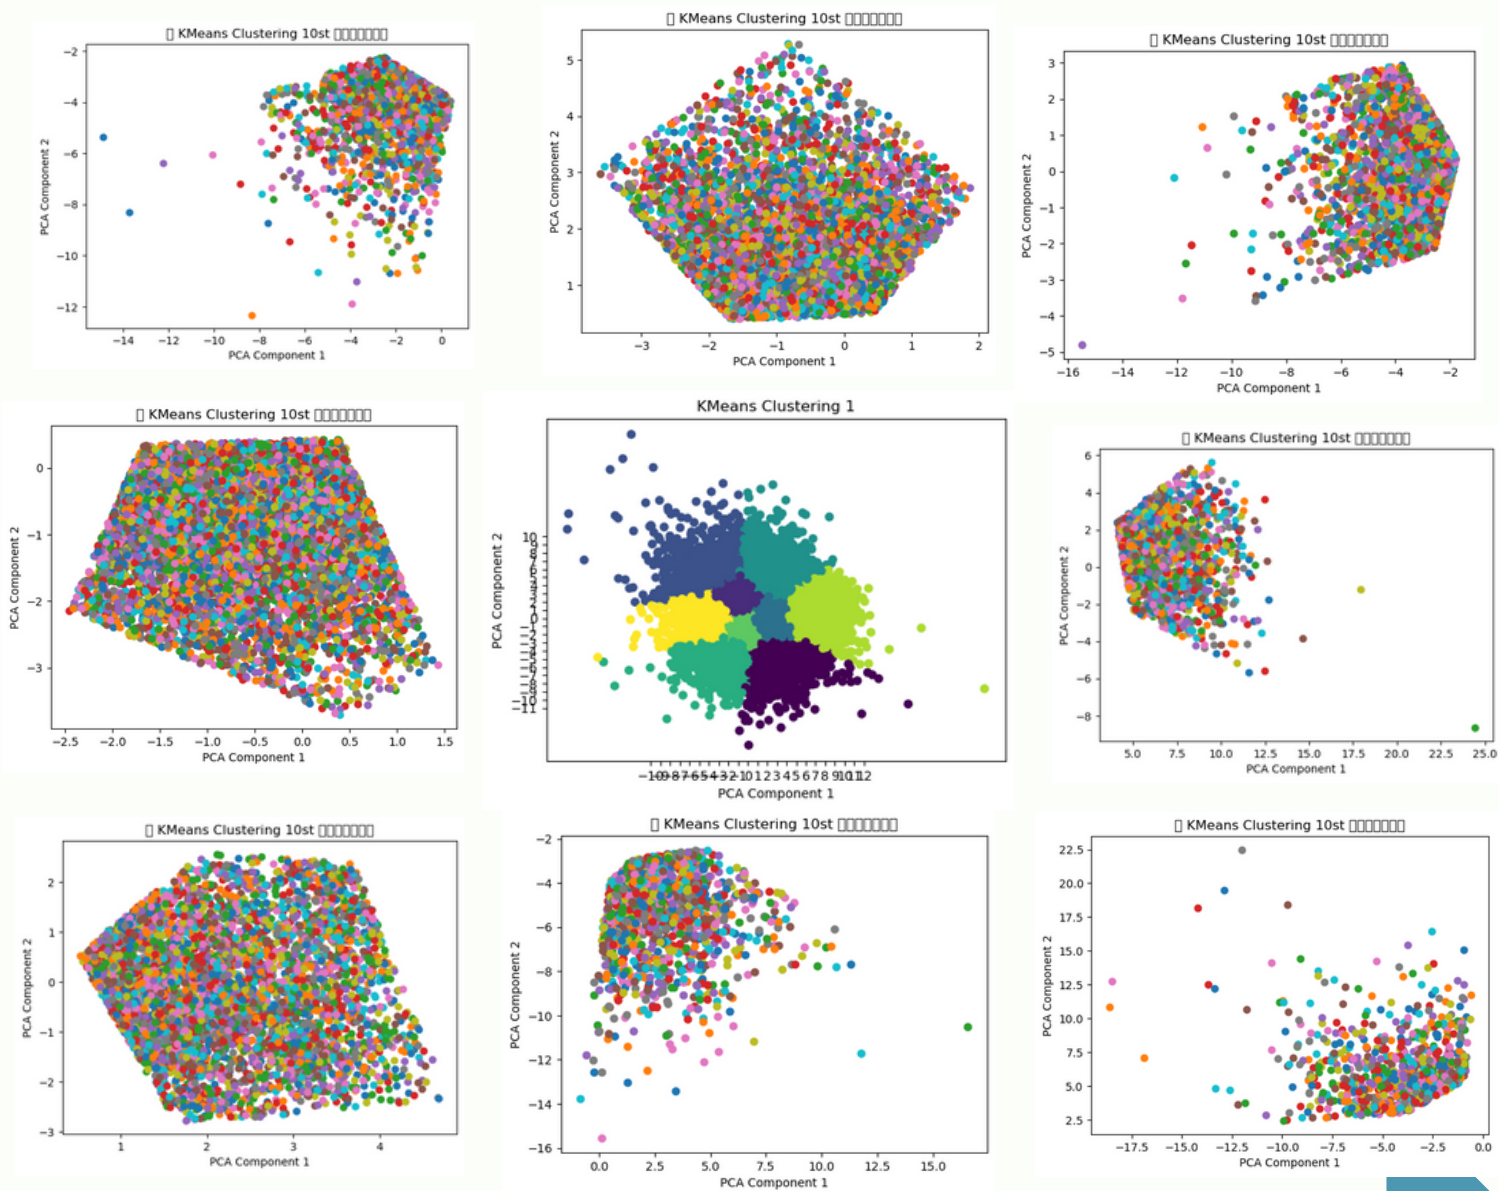 KMeans Clustering 10st
−2
−4
−6
−8
−10
−12
PCA Component 2
−14 −12 −10 −8 −6 −4 −2 0
PCA Component 1
KMeans Clustering 10st
5
4
3
2
1
PCA Component 2
−3 −2 −1 0 1 2
PCA Component 1
KMeans Clustering 10st
3
2
1
0
−1
−2
−3
−4
−5
PCA Component 2
−16 −14 −12 −10 −8 −6 −4 −2
PCA Component 1
KMeans Clustering 10st
0
−1
−2
−3
PCA Component 2
−2.5 −2.0 −1.5 −1.0 −0.5 0.0 0.5 1.0 1.5
PCA Component 1
KMeans Clustering 1
PCA Component 2
PCA Component 1
KMeans Clustering 10st
6
4
2
0
−2
−4
−6
−8
PCA Component 2
5.0 7.5 10.0 12.5 15.0 17.5 20.0 22.5 25.0
PCA Component 1
KMeans Clustering 10st
2
1
0
−1
−2
−3
PCA Component 2
1 2 3 4
PCA Component 1
KMeans Clustering 10st
−2
−4
−6
−8
−10
−12
−14
−16
PCA Component 2
0.0 2.5 5.0 7.5 10.0 12.5 15.0
PCA Component 1
KMeans Clustering 10st
22.5
20.0
17.5
15.0
12.5
10.0
7.5
5.0
2.5
PCA Component 2
−17.5 −15.0 −12.5 −10.0 −7.5 −5.0 −2.5 0.0
PCA Component 1